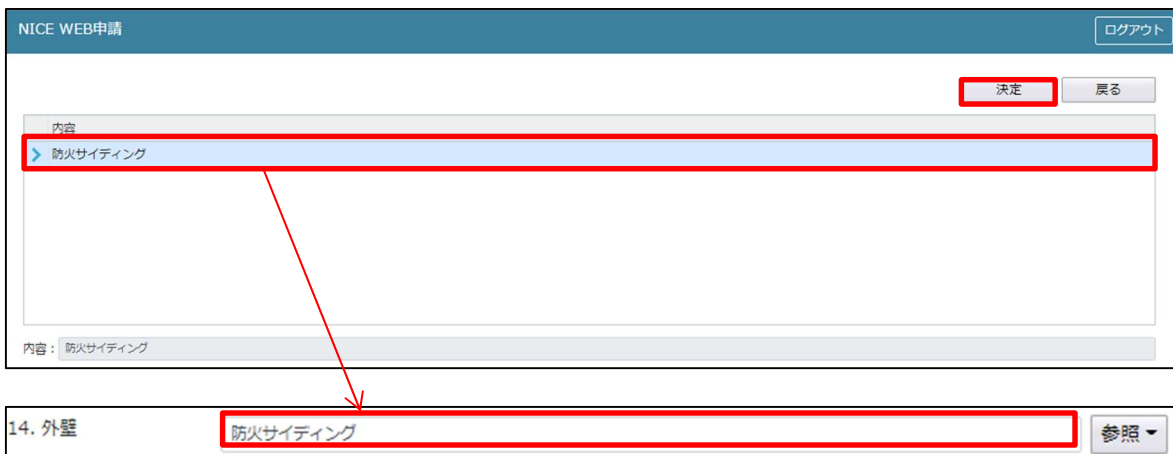 NICE WEB申請
ログアウト
決定 戻る
内容
防火サイディング
内容： 防火サイディング
14. 外壁 防火サイディング 参照